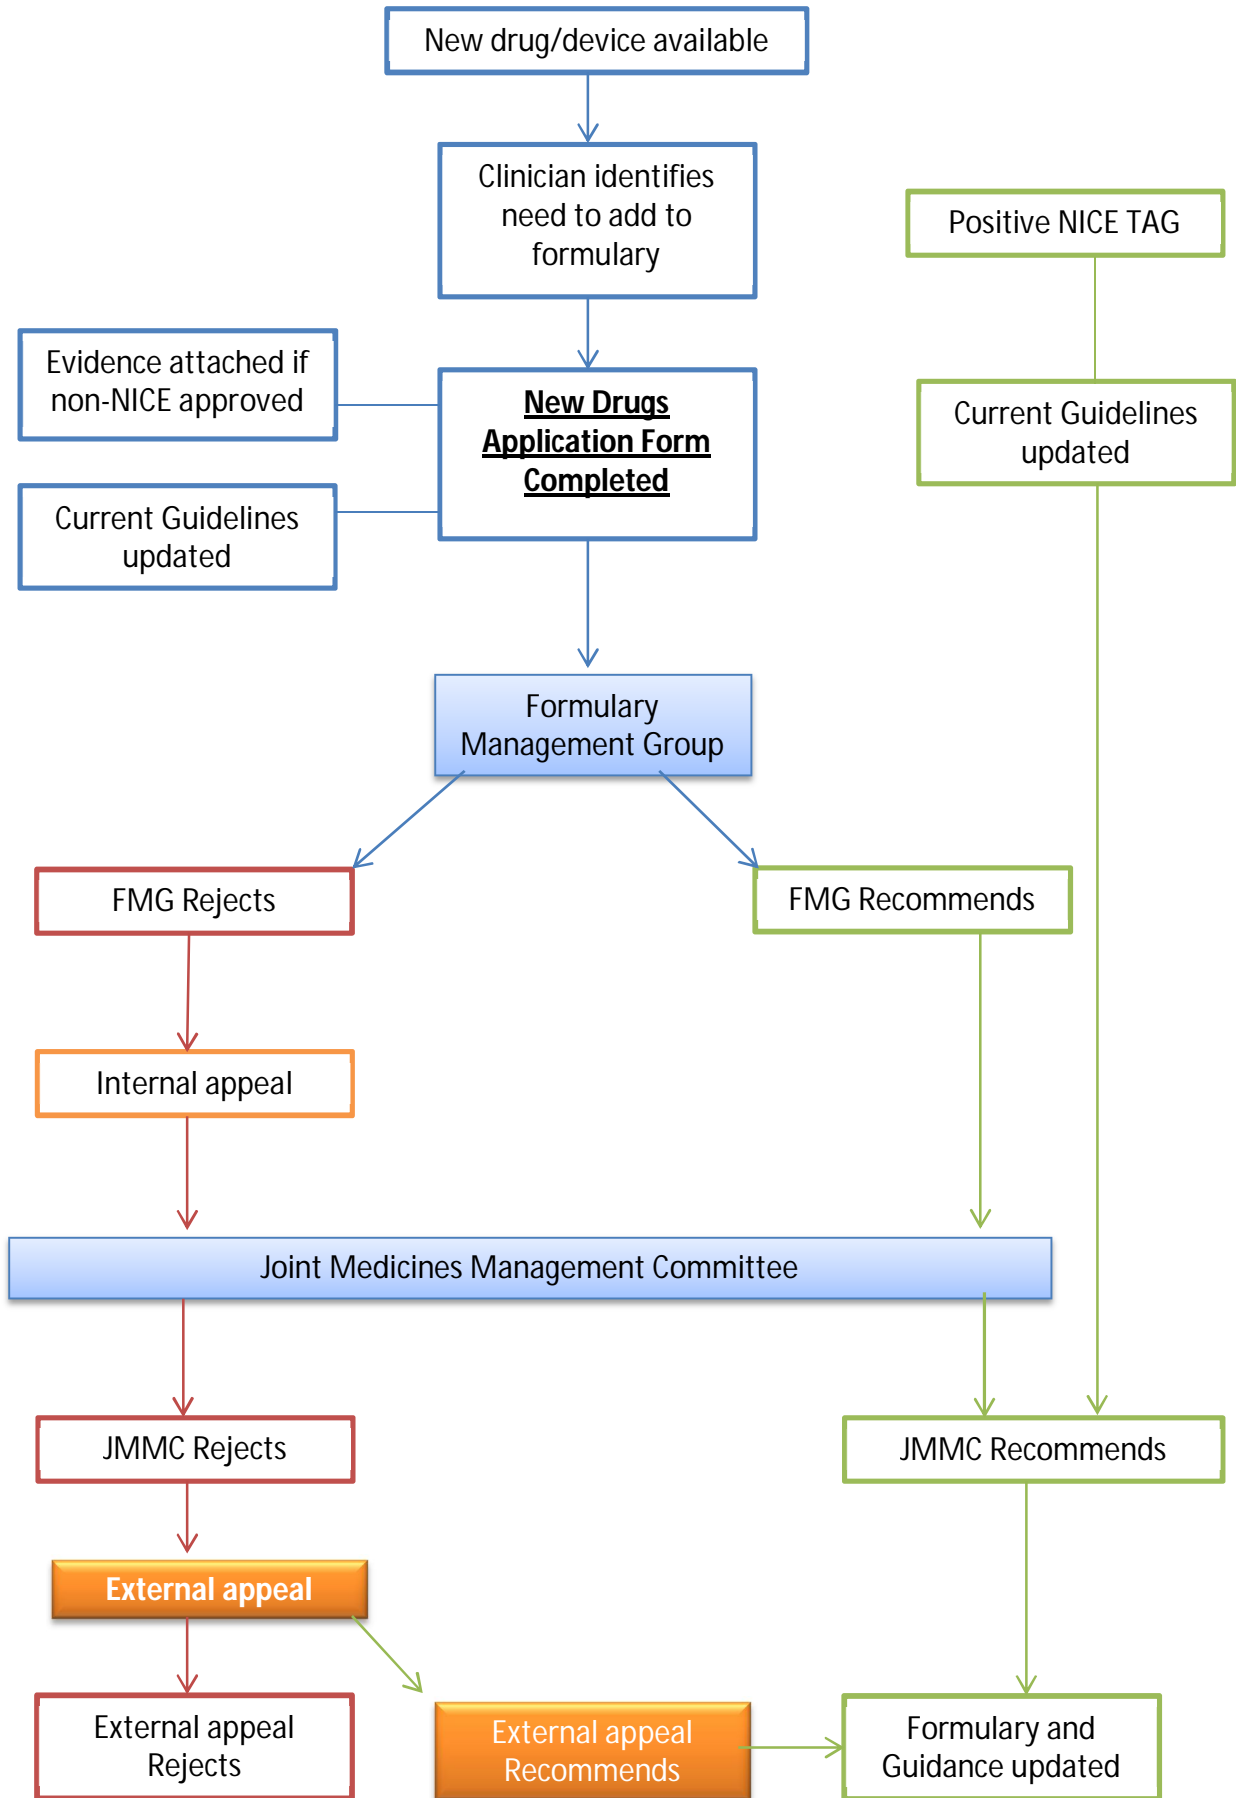 New drug/device available
Clinician identifies
need to add to
formulary
Positive NICE TAG
Evidence attached if
non-NICE approved
New Drugs
Application Form
Completed
Current Guidelines
updated
Current Guidelines
updated
Formulary
Management Group
FMG Rejects
FMG Recommends
Internal appeal
Joint Medicines Management Committee
JMMC Rejects
JMMC Recommends
External appeal
External appeal
Rejects
External appeal
Recommends
Formulary and
Guidance updated